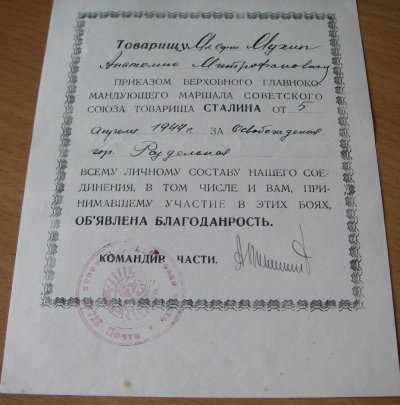 Товарищу Мл. Серж. Мухин
Анатолию Митрофановичу
ПРИКАЗОМ ВЕРХОВНОГО ГЛАВНОКО-
МАНДУЮЩЕГО МАРШАЛА СОВЕТСКОГО
СОЮЗА ТОВАРИЩА СТАЛИНА ОТ 5
апреля 1944 г. ЗА освобождения
гор. Раздельная
ВСЕМУ ЛИЧНОМУ СОСТАВУ НАШЕГО СОЕ-
ДИНЕНИЯ, В ТОМ ЧИСЛЕ И ВАМ, ПРИ-
НИМАВШЕМУ УЧАСТИЕ В ЭТИХ БОЯХ,
ОБ'ЯВЛЕНА БЛАГОДАНРОСТЬ.
КОМАНДИР ЧАСТИ.
Почта